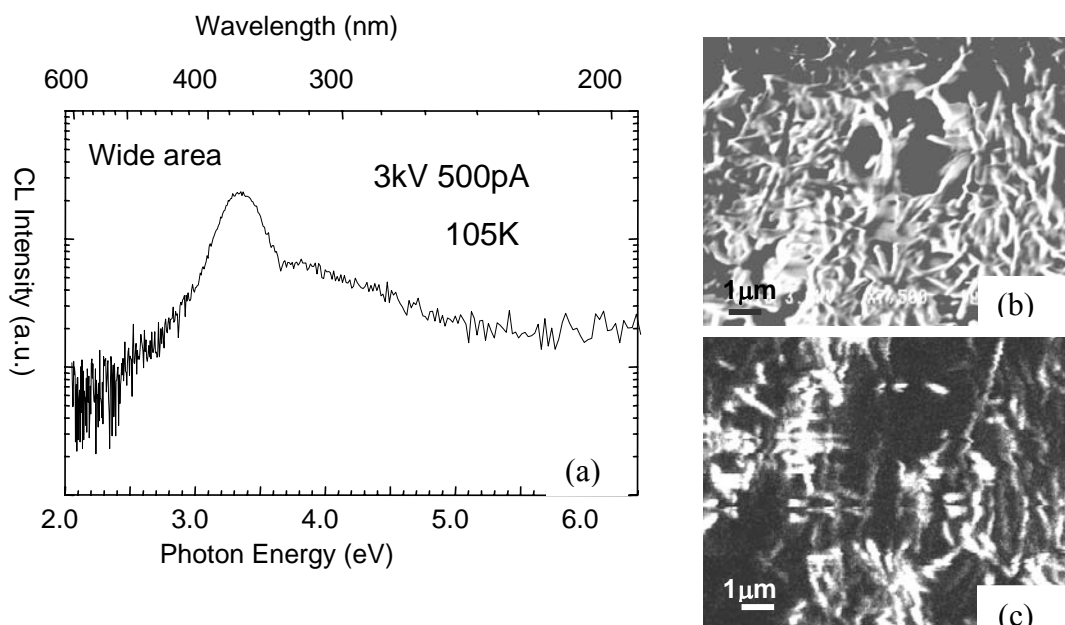 Wavelength (nm)
600 400 300 200
Wide area
3kV 500pA
105K
CL Intensity (a.u.)
(a)
2.0 3.0 4.0 5.0 6.0
Photon Energy (eV)
1μm
500
(b)
1μm
(c)